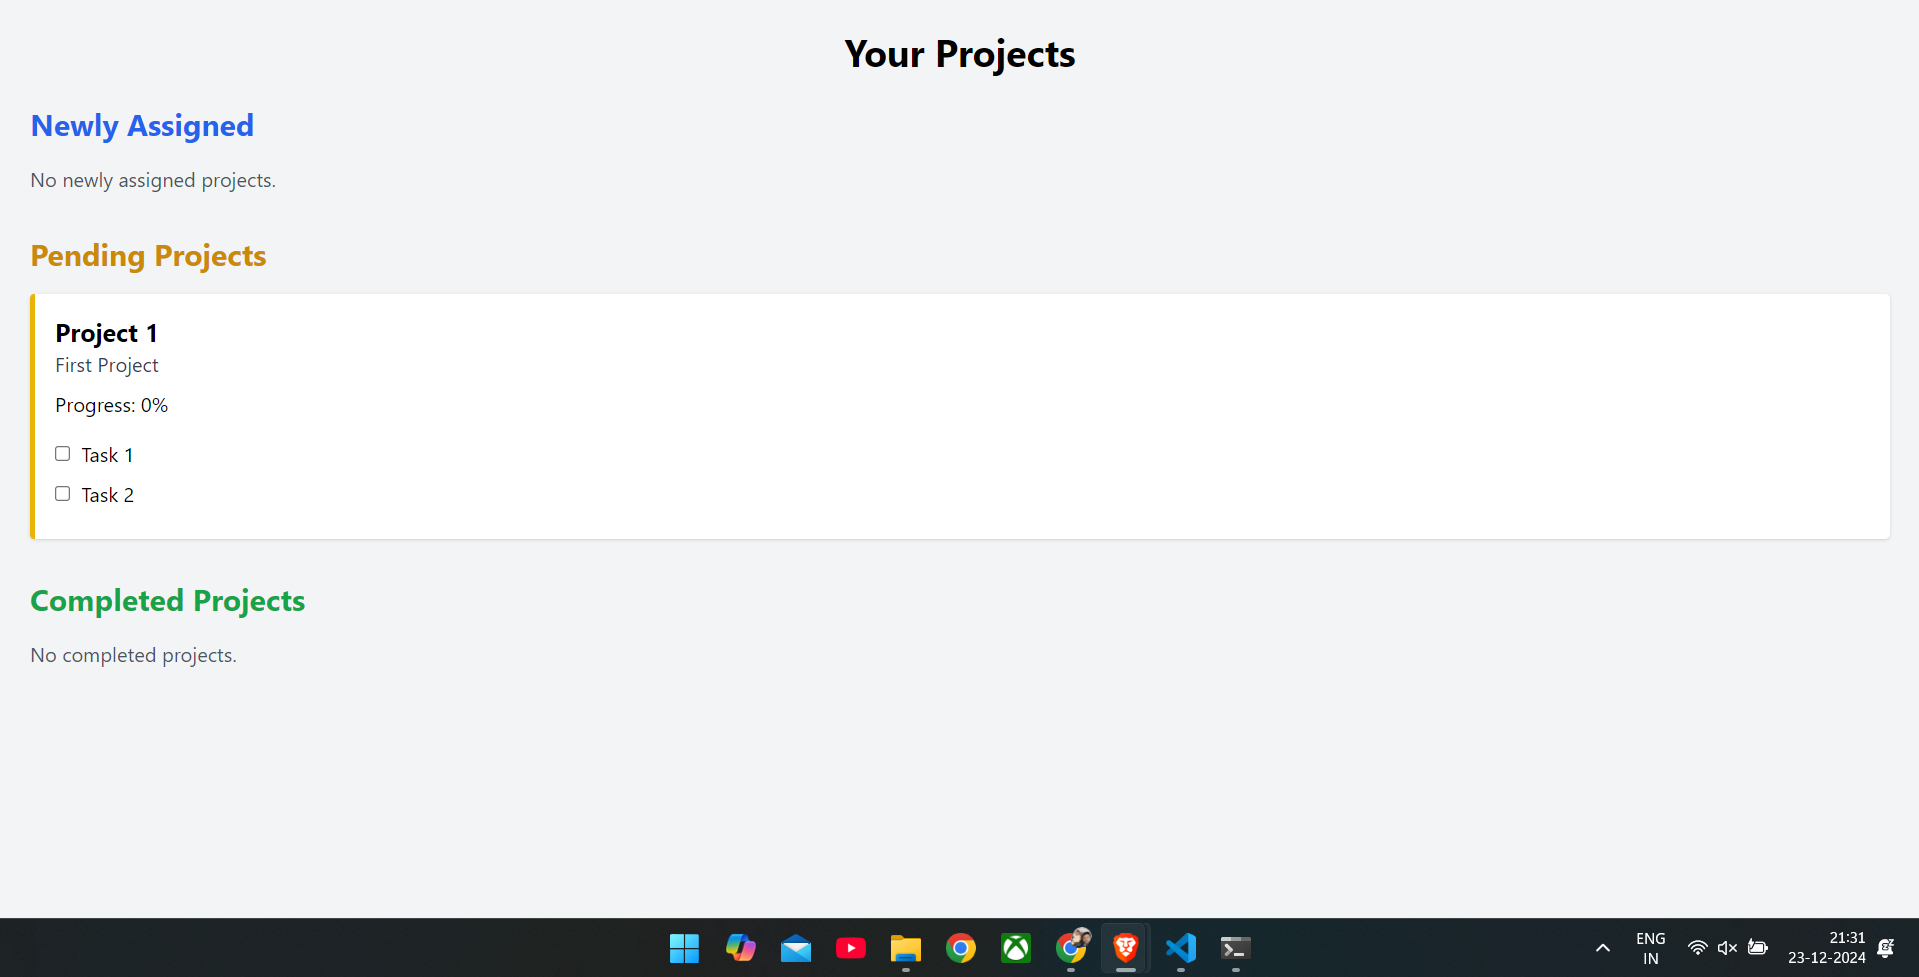 Your Projects
Newly Assigned
No newly assigned projects.
Pending Projects
Project 1
First Project
Progress: 0%
Task 1
Task 2
Completed Projects
No completed projects.
ENG
IN
21:31
23-12-2024